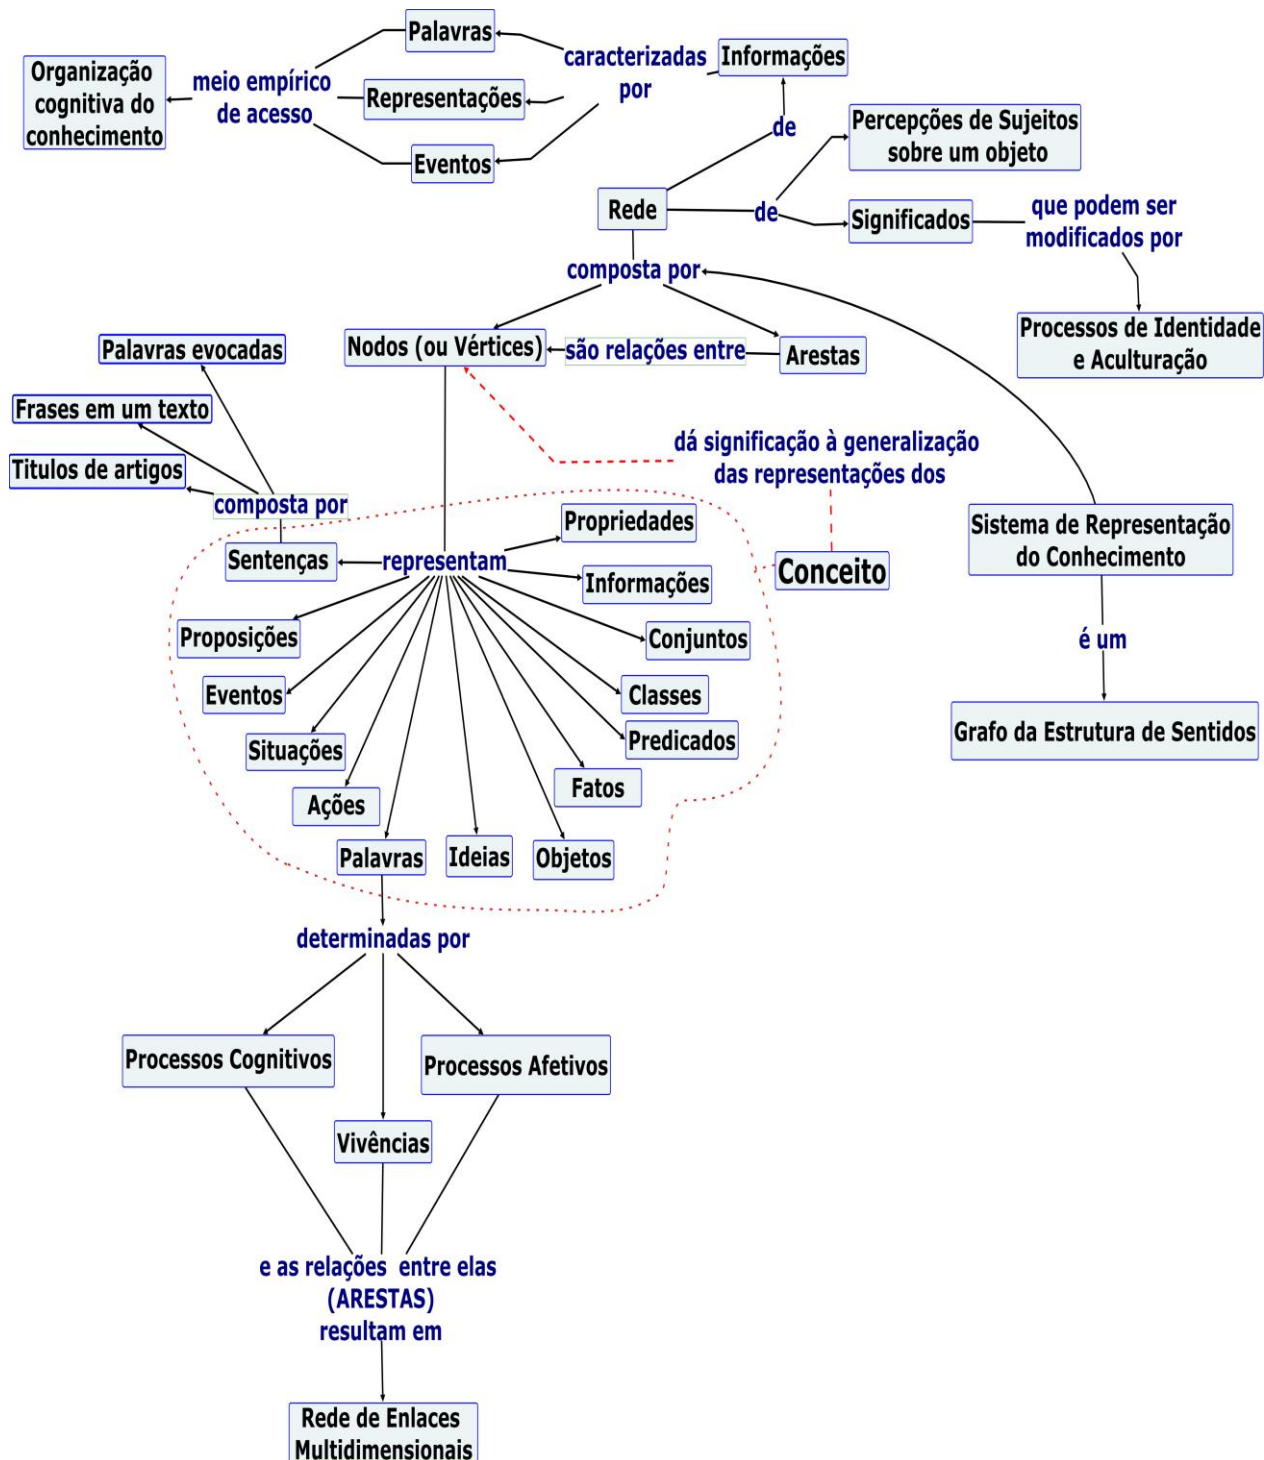 Palavras
Organização
cognitiva do
conhecimento
meio empírico
de acesso
Representações
Eventos
caracterizadas
por
Informações
de
Percepções de Sujeitos
sobre um objeto
Rede
de
Significados
que podem ser
modificados por
Processos de Identidade
e Aculturação
composta por
Nodos (ou Vértices)
são relações entre
Arestas
Palavras evocadas
Frases em um texto
Titulos de artigos
composta por
dá significação à generalização
das representações dos
Conceito
Sistema de Representação
do Conhecimento
é um
Grafo da Estrutura de Sentidos
Sentenças
representam
Propriedades
Informações
Conjuntos
Classes
Predicados
Fatos
Objetos
Ideias
Palavras
Ações
Situações
Eventos
Proposições
determinadas por
Processos Cognitivos
Processos Afetivos
Vivências
e as relações entre elas
(ARESTAS)
resultam em
Rede de Enlaces
Multidimensionais